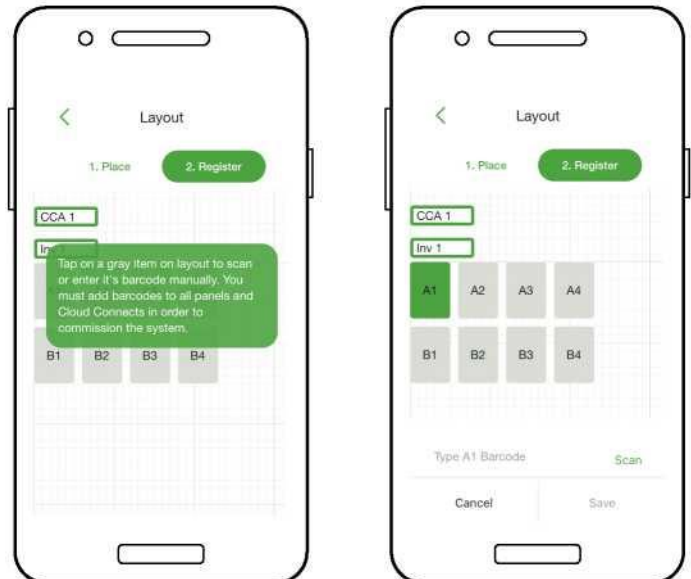 Layout
1. Place
2. Register
CCA 1
Tap on a gray item on layout to scan
or enter it's barcode manually. You
must add barcodes to all panels and
Cloud Connects in order to
commission the system.
B1 B2 B3 B4
Layout
1. Place
2. Register
CCA 1
Inv 1
A1 A2 A3 A4
B1 B2 B3 B4
Type A1 Barcode
Scan
Cancel
Save